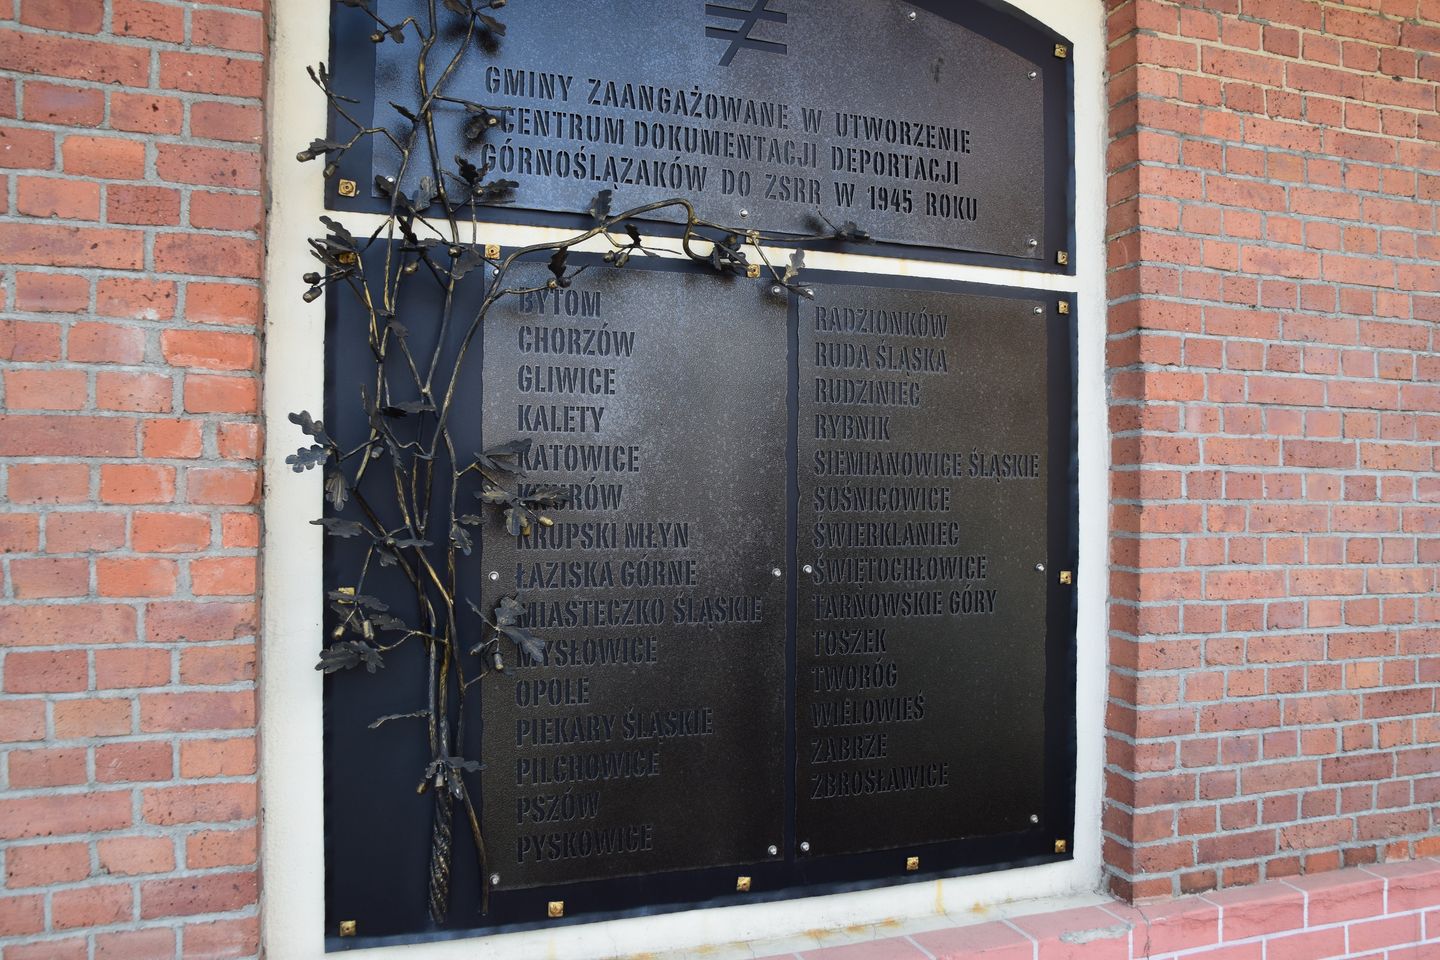 GMINY ZAANGAŻOWANE W UTWORZENIE
CENTRUM DOKUMENTACJI DEPORTACJI
GÓRNOŚLĄZAKÓW DO ZSRR W 1945 ROKU
BYTOM
CHORZÓW
GLIWICE
KALETY
KATOWICE
KNURÓW
KRUPSKI MŁYN
ŁAZISKA GÓRNE
MIASTECZKO ŚLĄSKIE
MYSŁOWICE
OPOLE
PIEKARY ŚLĄSKIE
PILCHOWICE
PSZÓW
PYSKOWICE
RADZIONKÓW
RUDA ŚLĄSKA
RUDZINIEC
RYBNIK
SIEMIANOWICE ŚLĄSKIE
SOŚNICOWICE
ŚWIERKLANIEC
ŚWIĘTOCHŁOWICE
TARNOWSKIE GÓRY
TOSZEK
TWORÓG
WIELOWIEŚ
ZABRZE
ZBROSŁAWICE